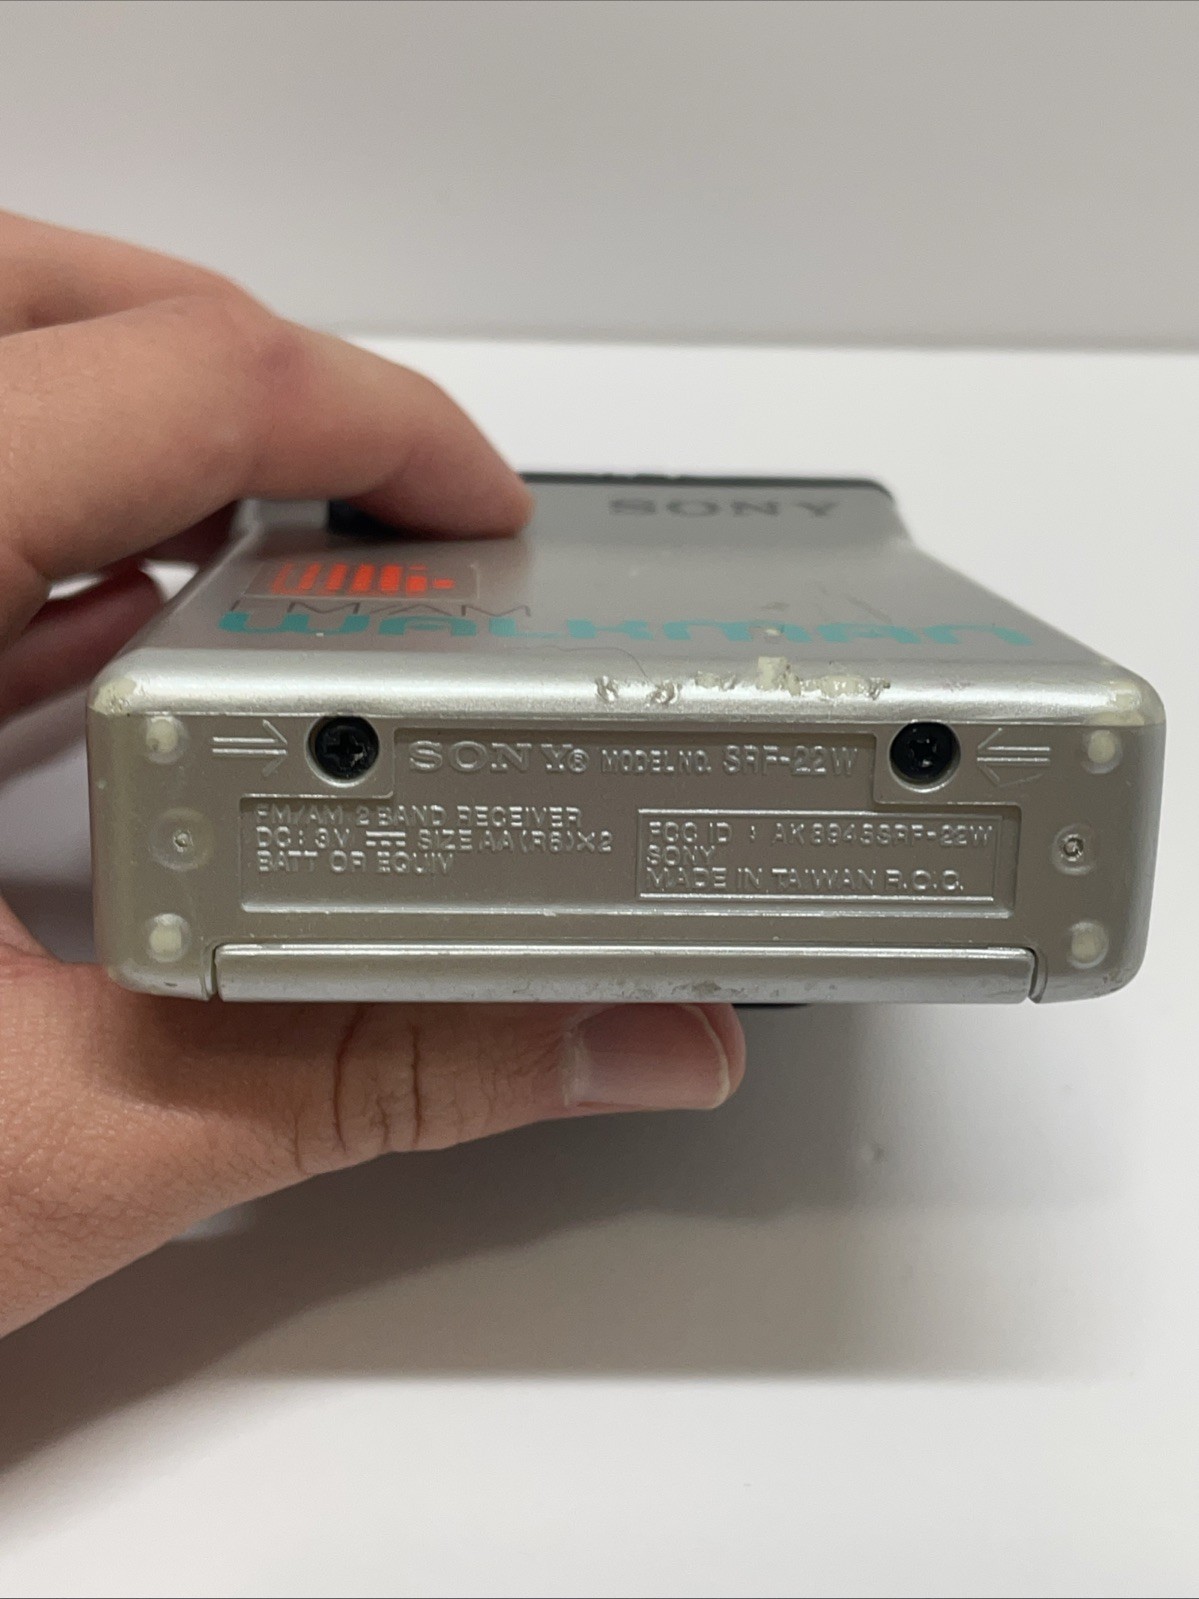 SONY
FM/AM
WALKMAN
SONY® MODEL NO. SRF-22W
FM/AM 2 BAND RECEIVER
DC: 3V ⎓ SIZE AA (R6)×2
BATT OR EQUIV
FCC ID : AK8945SRF-22W
SONY
MADE IN TAIWAN R.O.C.